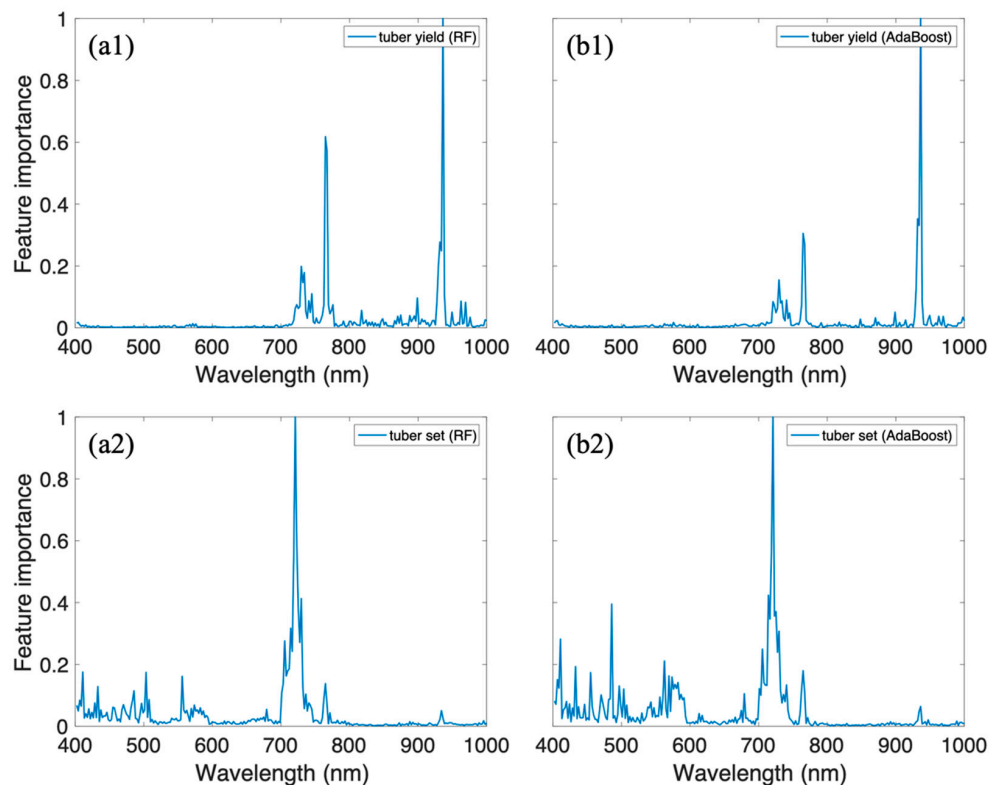 (a1)
tuber yield (RF)
Feature importance
1
0.8
0.6
0.4
0.2
0
400 500 600 700 800 900 1000
Wavelength (nm)
(b1)
tuber yield (AdaBoost)
400 500 600 700 800 900 1000
Wavelength (nm)
(a2)
tuber set (RF)
Feature importance
1
0.8
0.6
0.4
0.2
0
400 500 600 700 800 900 1000
Wavelength (nm)
(b2)
tuber set (AdaBoost)
400 500 600 700 800 900 1000
Wavelength (nm)